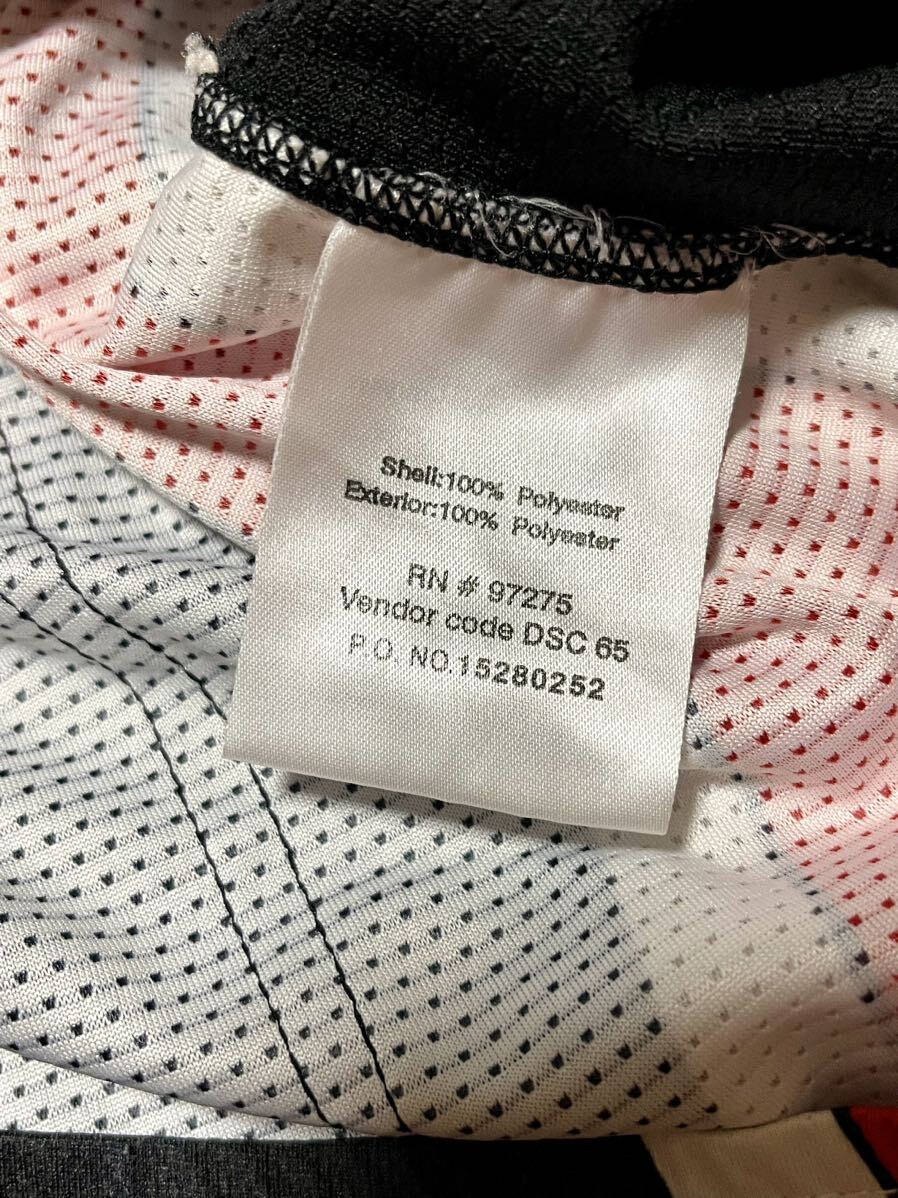 Shell:100% Polyester
Exterior:100% Polyester
RN # 97275
Vendor code DSC 65
P.O. NO.15280252